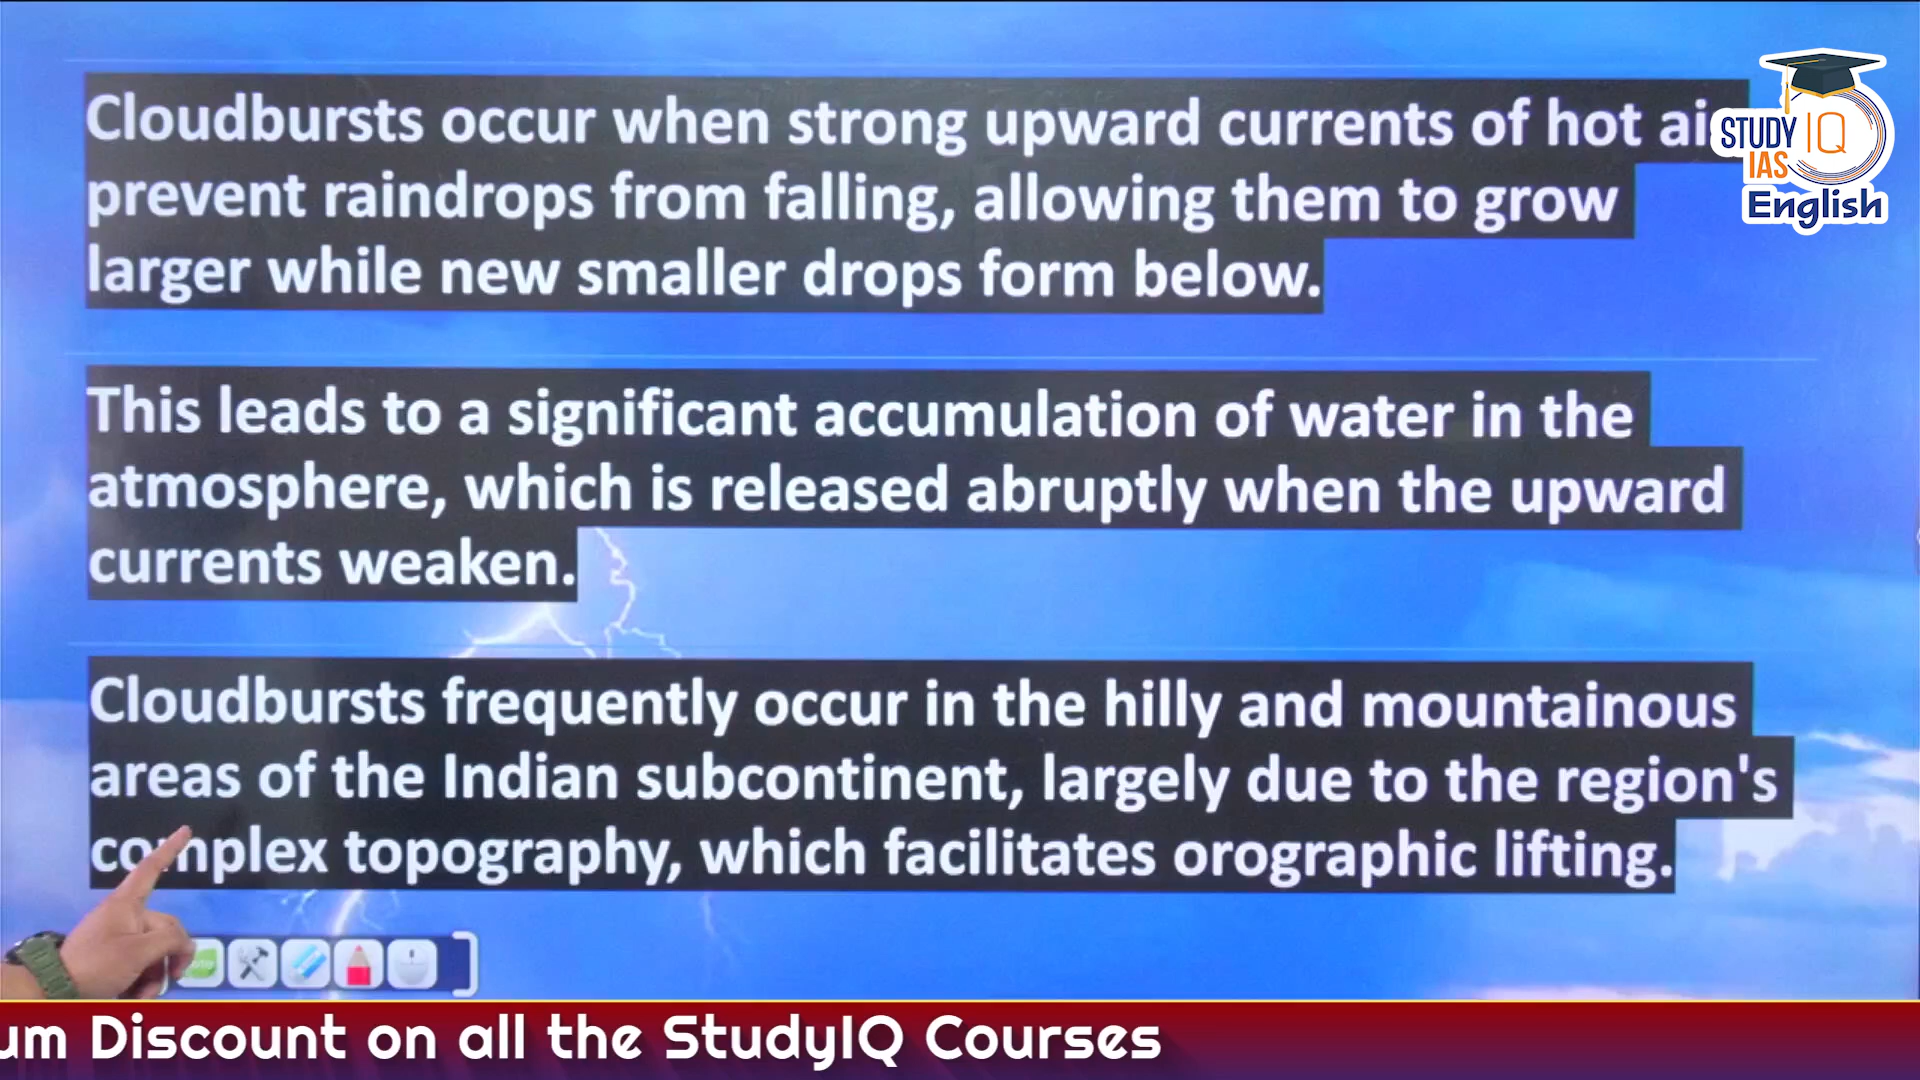 Cloudbursts occur when strong upward currents of hot
prevent raindrops from falling, allowing them to grow
larger while new smaller drops form below.
This leads to a significant accumulation of water in the
atmosphere, which is released abruptly when the upward
currents weaken.
Cloudbursts frequently occur in the hilly and mountainous
areas of the Indian subcontinent, largely due to the region's
complex topography, which facilitates orographic lifting.
STUDY IQ
IAS
English
Discount on all the StudyIQ Courses